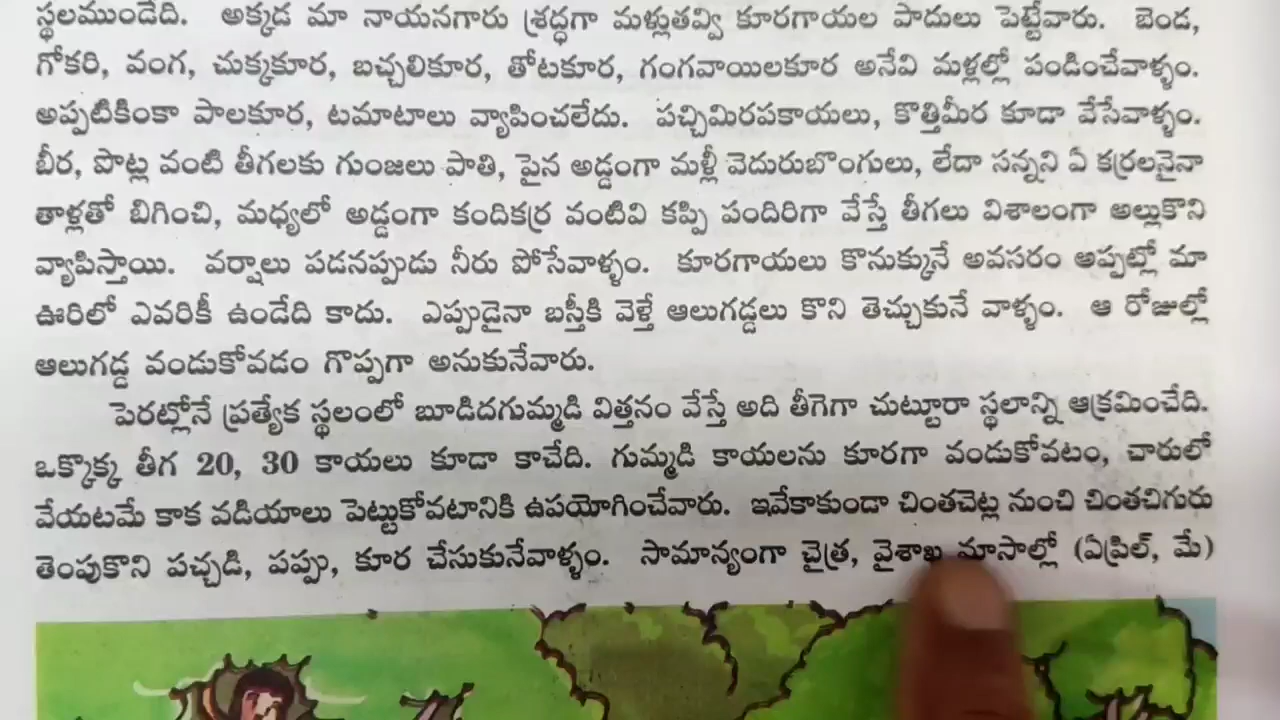 స్థలముండేది. అక్కడ మా నాయనగారు శ్రద్ధగా మళ్లుతవ్వి కూరగాయల పాదులు పెట్టేవారు. బెండ,
గోకరి, వంగ, చుక్కకూర, బచ్చలికూర, తోటకూర, గంగవాయిలకూర అనేవి మళ్లల్లో పండించేవాళ్ళం.
అప్పటికింకా పాలకూర, టమాటాలు వ్యాపించలేదు. పచ్చిమిరపకాయలు, కొత్తిమీర కూడా వేసేవాళ్ళం.
బీర, పొట్ల వంటి తీగలకు గుంజలు పాతి, పైన అడ్డంగా మళ్లీ వెదురుబొంగులు, లేదా సన్నని ఏ కర్రలనైనా
తాళ్లతో బిగించి, మధ్యలో అడ్డంగా కందికర్ర వంటివి కప్పి పందిరిగా వేస్తే తీగలు విశాలంగా అల్లుకొని
వ్యాపిస్తాయి. వర్షాలు పడనప్పుడు నీరు పోసేవాళ్ళం. కూరగాయలు కొనుక్కునే అవసరం అప్పట్లో మా
ఊరిలో ఎవరికీ ఉండేది కాదు. ఎప్పుడైనా బస్తీకి వెళ్తే ఆలుగడ్డలు కొని తెచ్చుకునే వాళ్ళం. ఆ రోజుల్లో
ఆలుగడ్డ వండుకోవడం గొప్పగా అనుకునేవారు.
పెరట్లోనే ప్రత్యేక స్థలంలో బూడిదగుమ్మడి విత్తనం వేస్తే అది తీగెగా చుట్టూరా స్థలాన్ని ఆక్రమించేది.
ఒక్కొక్క తీగ 20, 30 కాయలు కూడా కాచేది. గుమ్మడి కాయలను కూరగా వండుకోవటం, చారులో
వేయటమే కాక వడియాలు పెట్టుకోవటానికి ఉపయోగించేవారు. ఇవేకాకుండా చింతచెట్ల నుంచి చింతచిగురు
తెంపుకొని పచ్చడి, పప్పు, కూర చేసుకునేవాళ్ళం. సామాన్యంగా చైత్ర, వైశాఖ మాసాల్లో (ఏప్రిల్, మే)